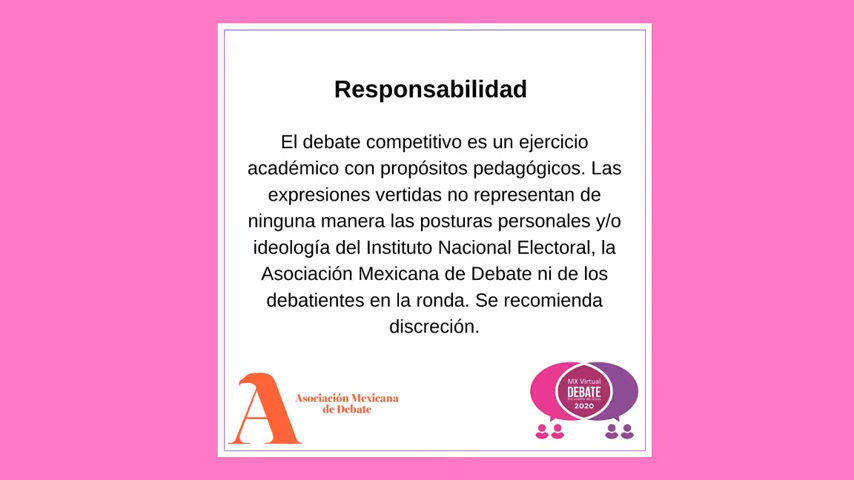 Responsabilidad
El debate competitivo es un ejercicio
académico con propósitos pedagógicos. Las
expresiones vertidas no representan de
ninguna manera las posturas personales y/o
ideología del Instituto Nacional Electoral, la
Asociación Mexicana de Debate ni de los
debatientes en la ronda. Se recomienda
discreción.
A
Asociación Mexicana
de Debate
MX Virtual
DEBATE
2020